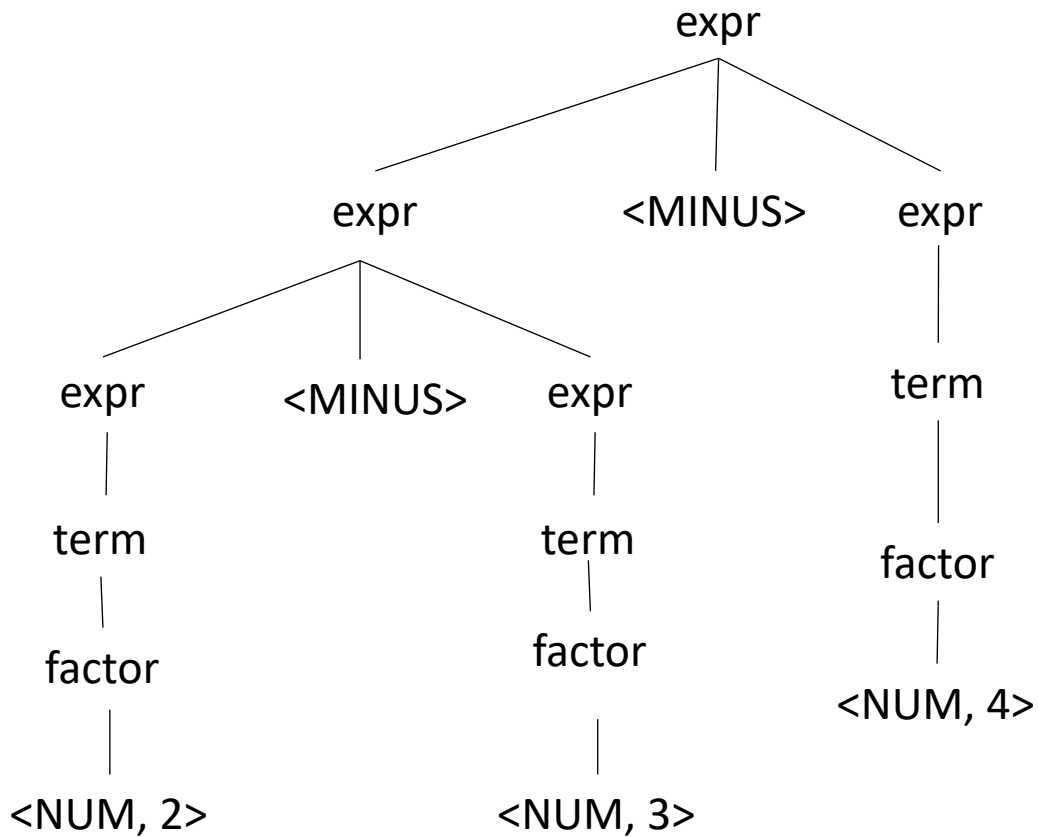 expr
expr <MINUS> expr
expr <MINUS> expr term
term term factor
factor factor <NUM, 4>
<NUM, 2> <NUM, 3>